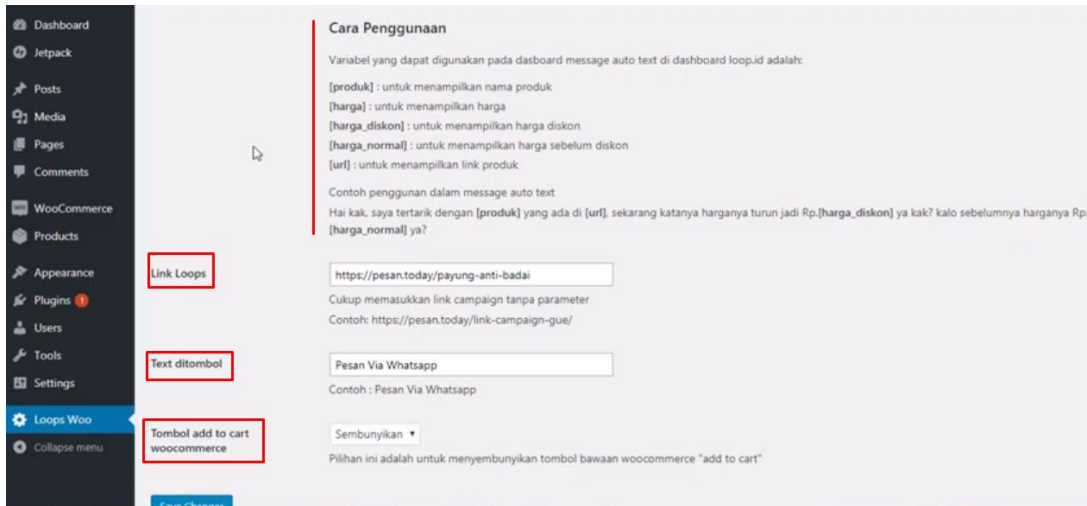 Dashboard
Jetpack
Posts
Media
Pages
Comments
WooCommerce
Products
Appearance
Plugins 1
Users
Tools
Settings
Loops Woo
Collapse menu
Cara Penggunaan
Variabel yang dapat digunakan pada dasboard message auto text di dashboard loop.id adalah:
[produk] : untuk menampilkan nama produk
[harga] : untuk menampilkan harga
[harga_diskon] : untuk menampilkan harga diskon
[harga_normal] : untuk menampilkan harga sebelum diskon
[url] : untuk menampilkan link produk
Contoh penggunan dalam message auto text
Hai kak, saya tertarik dengan [produk] yang ada di [url], sekarang katanya harganya turun jadi Rp.[harga_diskon] ya kak? kalo sebelumnya harganya Rp.
[harga_normal] ya?
Link Loops
https://pesan.today/payung-anti-badai
Cukup memasukkan link campaign tanpa parameter
Contoh: https://pesan.today/link-campaign-gue/
Text ditombol
Pesan Via Whatsapp
Contoh : Pesan Via Whatsapp
Tombol add to cart
woocommerce
Sembunyikan
Pilihan ini adalah untuk menyembunyikan tombol bawaan woocommerce "add to cart"
Save Changes